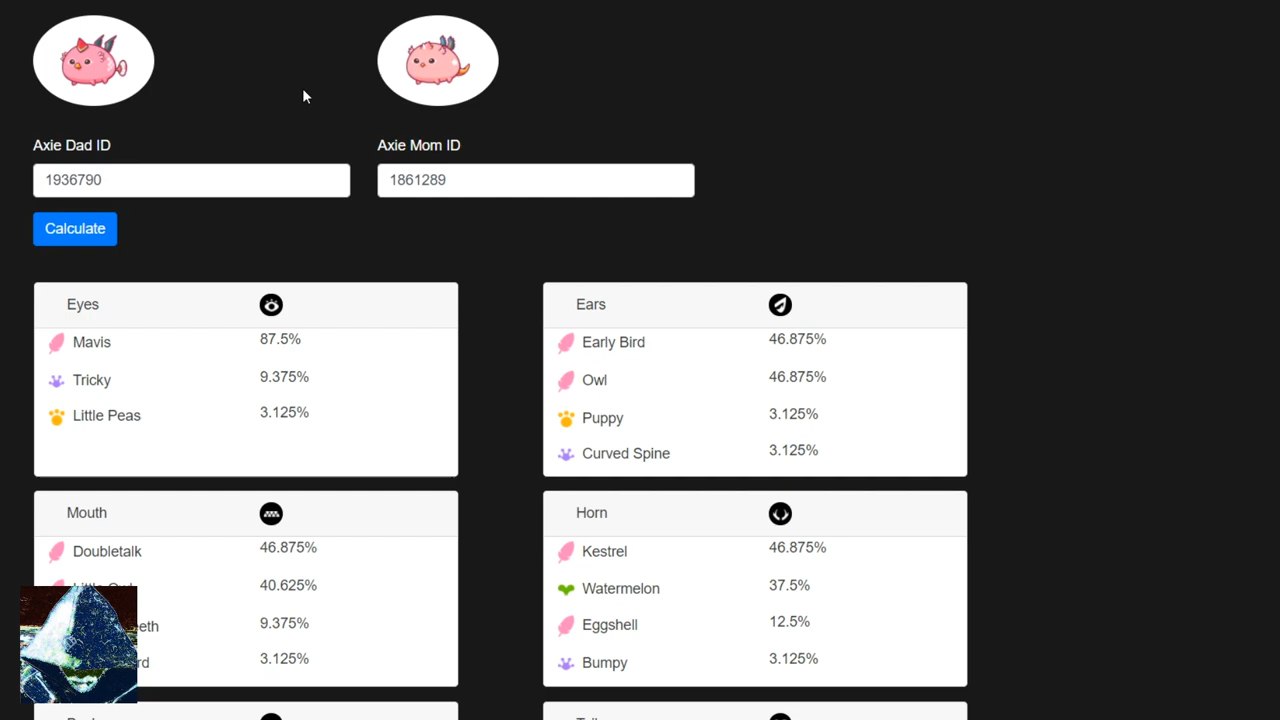 Axie Dad ID
Axie Mom ID
1936790
1861289
Calculate
Eyes
Mavis 87.5%
Tricky 9.375%
Little Peas 3.125%
Ears
Early Bird 46.875%
Owl 46.875%
Puppy 3.125%
Curved Spine 3.125%
Mouth
Doubletalk 46.875%
40.625%
9.375%
3.125%
Horn
Kestrel 46.875%
Watermelon 37.5%
Eggshell 12.5%
Bumpy 3.125%